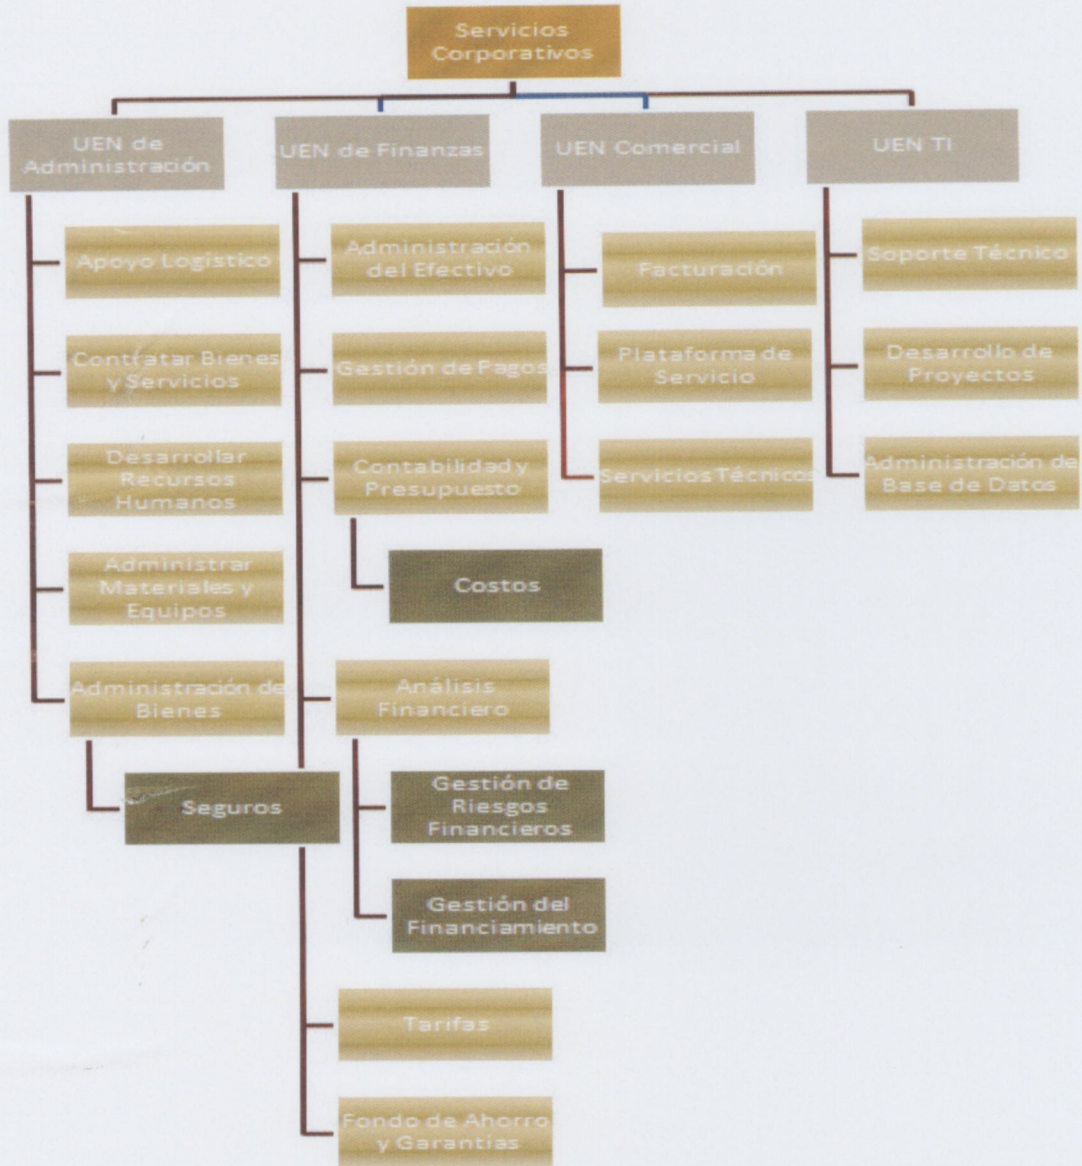 Servicios
Corporativos
UEN de
Administración
UEN de Finanzas
UEN Comercial
UEN TI
Apoyo Logístico
Contratar Bienes
y Servicios
Desarrollar
Recursos
Humanos
Administrar
Materiales y
Equipos
Administración de
Bienes
Seguros
Administración
del Efectivo
Gestión de Pagos
Contabilidad y
Presupuesto
Costos
Análisis
Financiero
Gestión de
Riesgos
Financieros
Gestión del
Financiamiento
Tarifas
Fondo de Ahorro
y Garantías
Facturación
Plataforma de
Servicio
Servicios Técnicos
Soporte Técnico
Desarrollo de
Proyectos
Administración de
Base de Datos